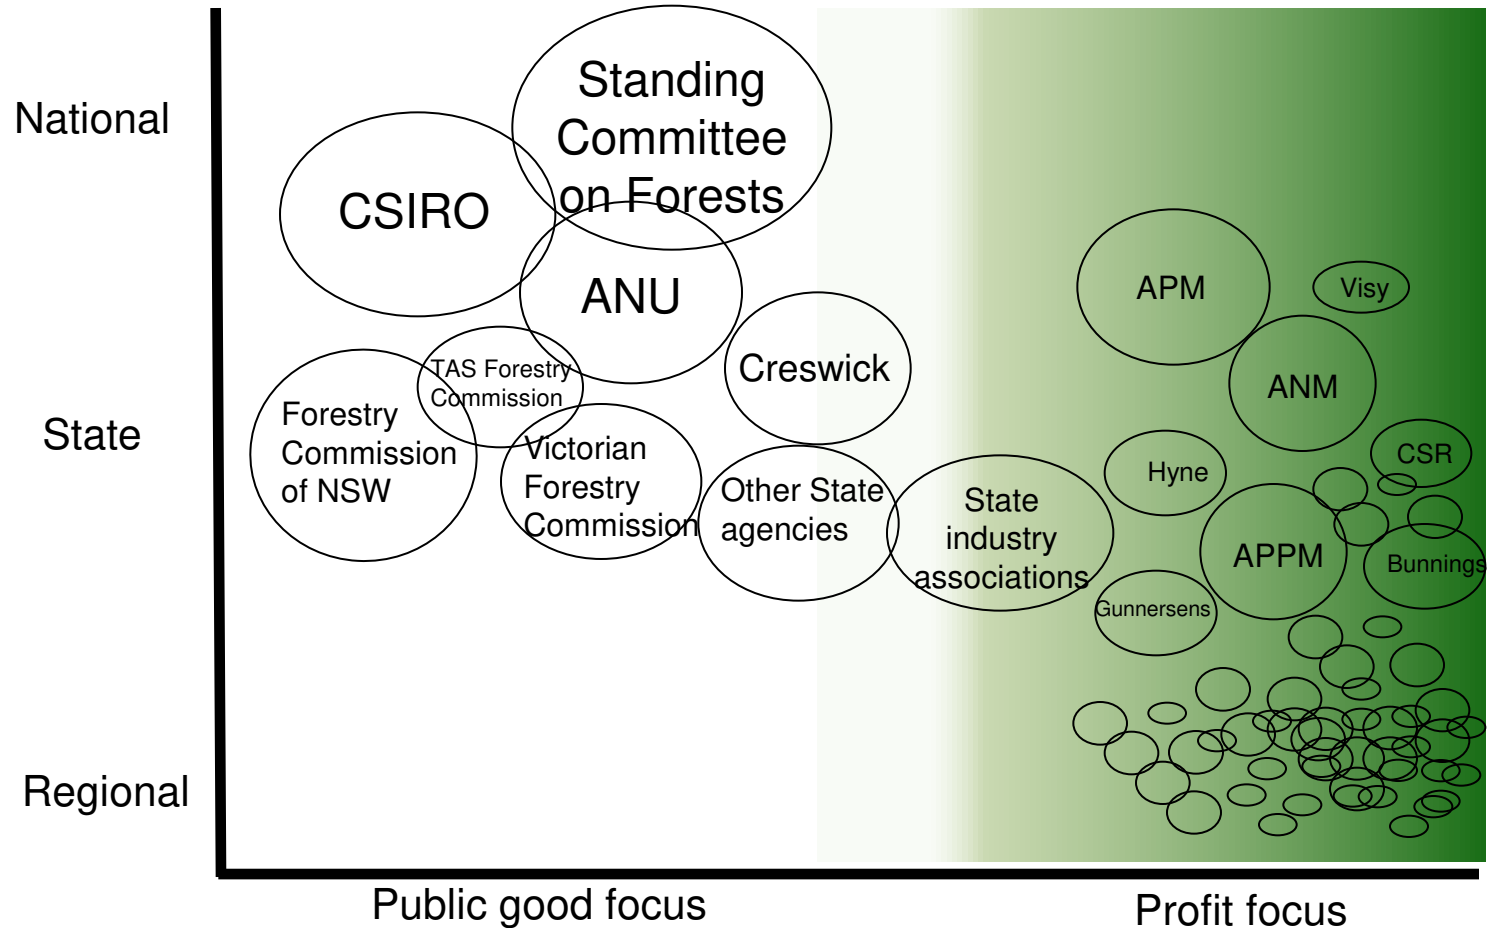 National
Standing
Committee
on Forests
CSIRO
ANU
APM
Visy
Creswick
ANM
TAS Forestry
Commission
State
Forestry
Commission
of NSW
Victorian
Forestry
Commission
Other State
agencies
State
industry
associations
Hyne
CSR
APPM
Bunnings
Gunnersens
Regional
Public good focus
Profit focus